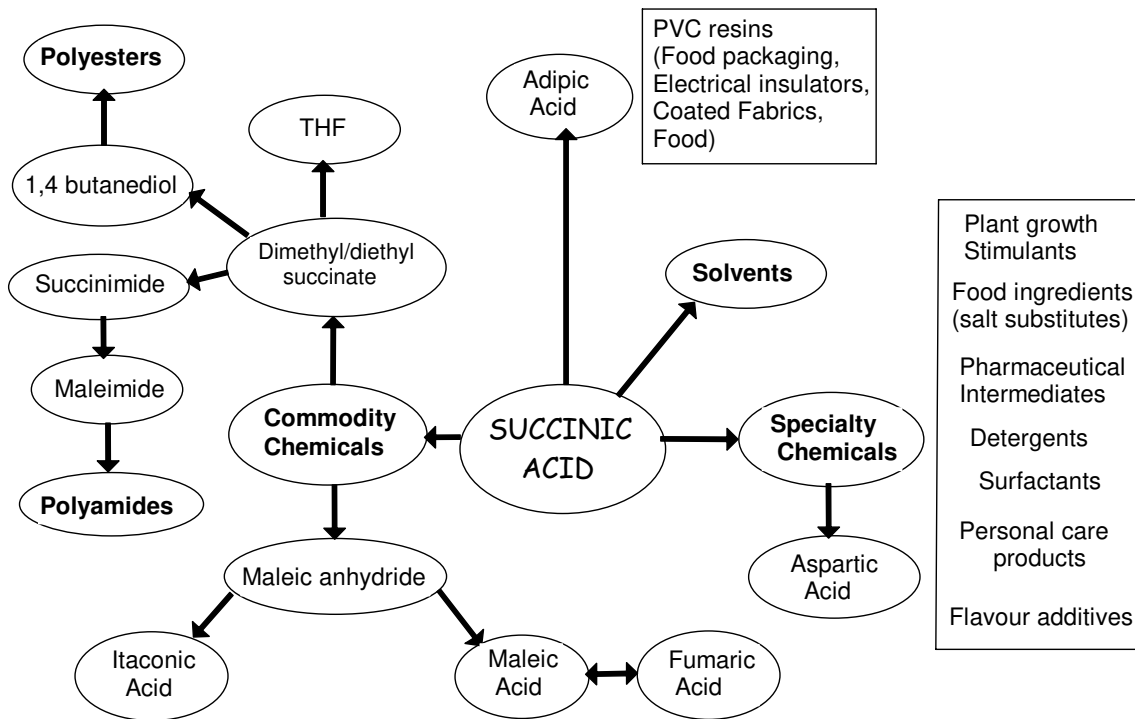 Polyesters
THF
1,4 butanediol
Dimethyl/diethyl
succinate
Succinimide
Maleimide
Polyamides
Commodity
Chemicals
SUCCINIC
ACID
Adipic
Acid
PVC resins
(Food packaging,
Electrical insulators,
Coated Fabrics,
Food)
Solvents
Specialty
Chemicals
Aspartic
Acid
Maleic anhydride
Itaconic
Acid
Maleic
Acid
Fumaric
Acid
Plant growth
Stimulants
Food ingredients
(salt substitutes)
Pharmaceutical
Intermediates
Detergents
Surfactants
Personal care
products
Flavour additives